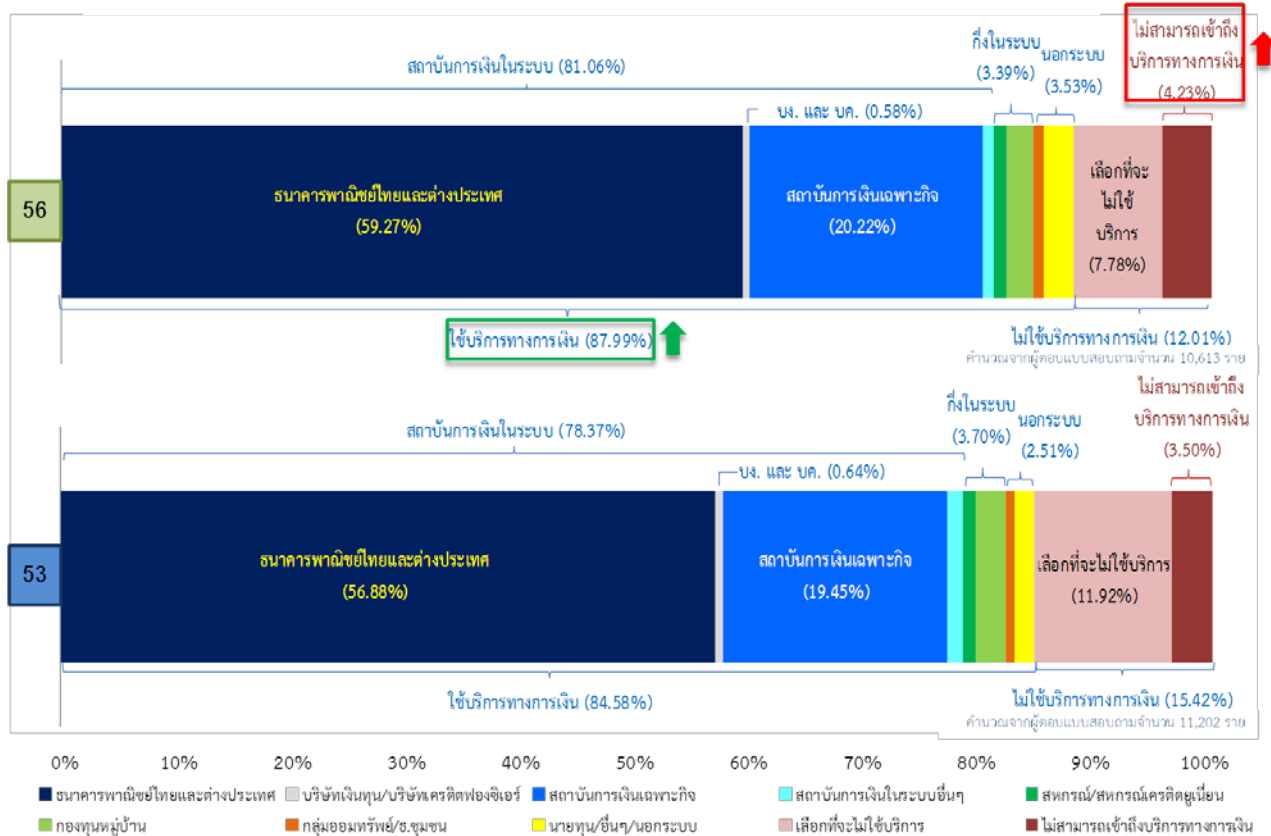 ไม่สามารถเข้าถึง
บริการทางการเงิน
(4.23%)
กึ่งในระบบ
(3.39%)
นอกระบบ
(3.53%)
สถาบันการเงินในระบบ (81.06%)
บง. และ บค. (0.58%)
56
ธนาคารพาณิชย์ไทยและต่างประเทศ
(59.27%)
สถาบันการเงินเฉพาะกิจ
(20.22%)
เลือกที่จะ
ไม่ใช้
บริการ
(7.78%)
ใช้บริการทางการเงิน (87.99%)
ไม่ใช้บริการทางการเงิน (12.01%)
คำนวณจากผู้ตอบแบบสอบถามจำนวน 10,613 ราย
ไม่สามารถเข้าถึง
บริการทางการเงิน
(3.50%)
กึ่งในระบบ
(3.70%)
นอกระบบ
(2.51%)
สถาบันการเงินในระบบ (78.37%)
บง. และ บค. (0.64%)
53
ธนาคารพาณิชย์ไทยและต่างประเทศ
(56.88%)
สถาบันการเงินเฉพาะกิจ
(19.45%)
เลือกที่จะไม่ใช้บริการ
(11.92%)
ใช้บริการทางการเงิน (84.58%)
ไม่ใช้บริการทางการเงิน (15.42%)
คำนวณจากผู้ตอบแบบสอบถามจำนวน 11,202 ราย
0% 10% 20% 30% 40% 50% 60% 70% 80% 90% 100%
ธนาคารพาณิชย์ไทยและต่างประเทศ บริษัทเงินทุน/บริษัทเครดิตฟองซิเอร์ สถาบันการเงินเฉพาะกิจ สถาบันการเงินในระบบอื่นๆ สหกรณ์/สหกรณ์เครดิตยูเนี่ยน
กองทุนหมู่บ้าน กลุ่มออมทรัพย์/ธ.ชุมชน นายทุน/อื่นๆ/นอกระบบ เลือกที่จะไม่ใช้บริการ ไม่สามารถเข้าถึงบริการทางการเงิน